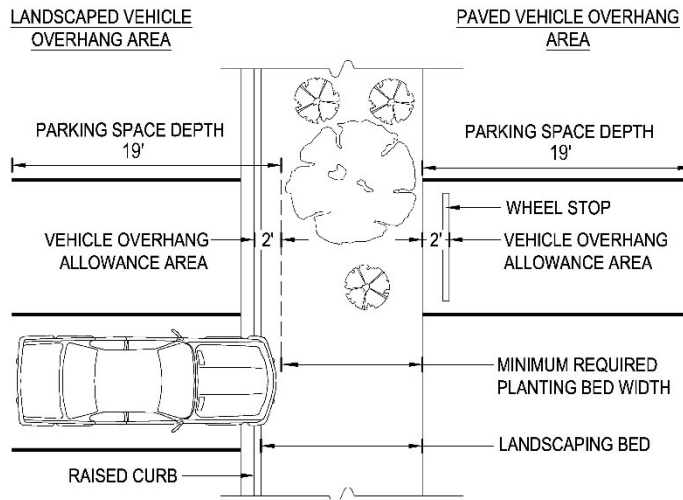 LANDSCAPED VEHICLE
OVERHANG AREA
PAVED VEHICLE OVERHANG
AREA
PARKING SPACE DEPTH
19'
PARKING SPACE DEPTH
19'
WHEEL STOP
VEHICLE OVERHANG
ALLOWANCE AREA
2'
2'
VEHICLE OVERHANG
ALLOWANCE AREA
MINIMUM REQUIRED
PLANTING BED WIDTH
LANDSCAPING BED
RAISED CURB